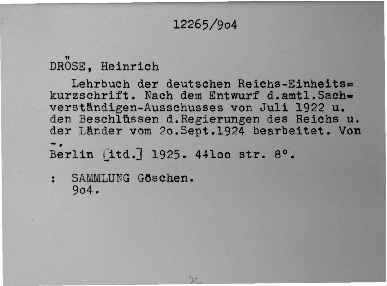 12265/9o4
DRÖSE, Heinrich
Lehrbuch der deutschen Reichs-Einheits=
kurzschrift. Nach dem Entwurf d.amtl.Sach=
verständigen-Ausschusses von Juli 1922 u.
den Beschlüssen d.Regierungen des Reichs u.
der Länder vom 2o.Sept.1924 bearbeitet. Von
-.
Berlin [itd.] 1925. 44loo str. 8°.
: SAMMLUNG Göschen.
9o4.